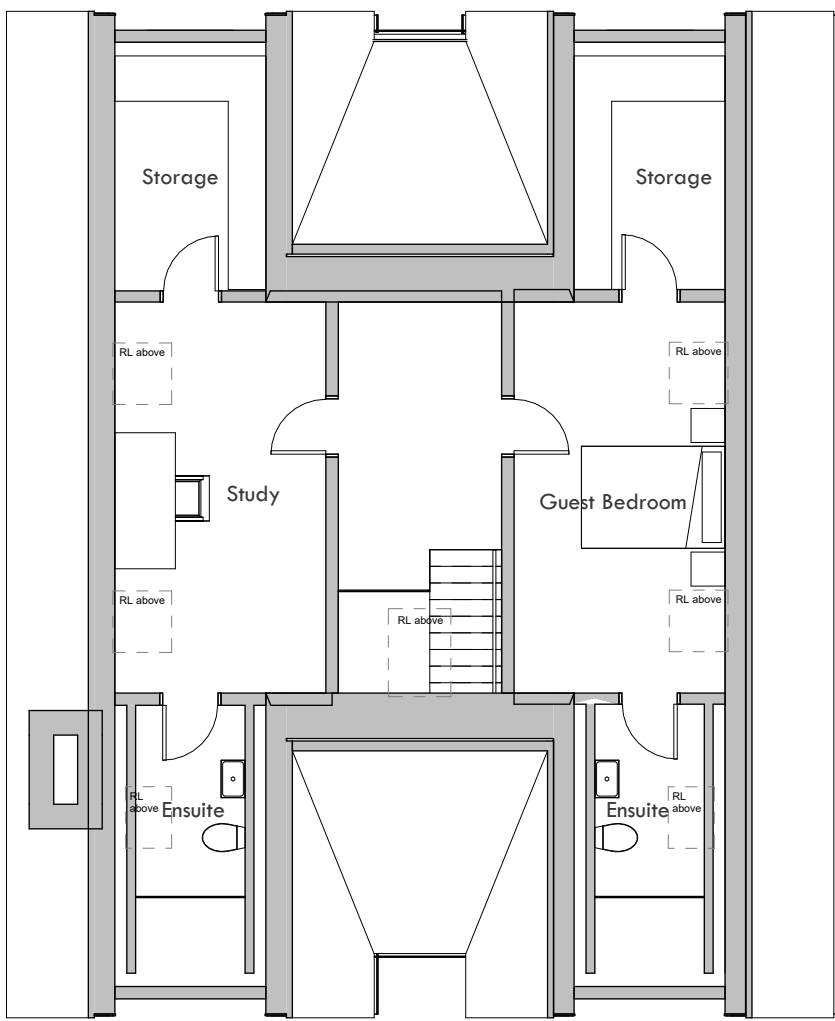 Storage
Storage
RL above
RL above
Study
Guest Bedroom
RL above
RL above
RL above
RL
above
Ensuite
Ensuite
RL
above